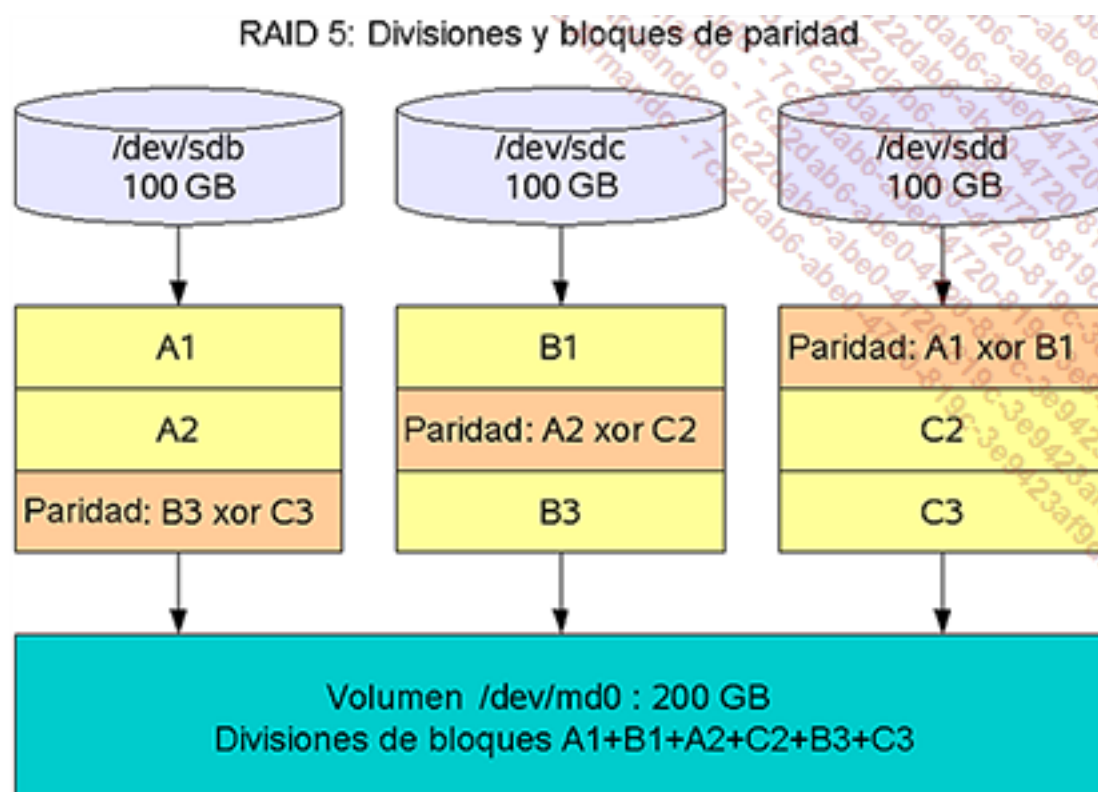 RAID 5: Divisiones y bloques de paridad
/dev/sdb
100 GB
/dev/sdc
100 GB
/dev/sdd
100 GB
A1
B1
Paridad: A1 xor B1
A2
Paridad: A2 xor C2
C2
Paridad: B3 xor C3
B3
C3
Volumen /dev/md0 : 200 GB
Divisiones de bloques A1+B1+A2+C2+B3+C3